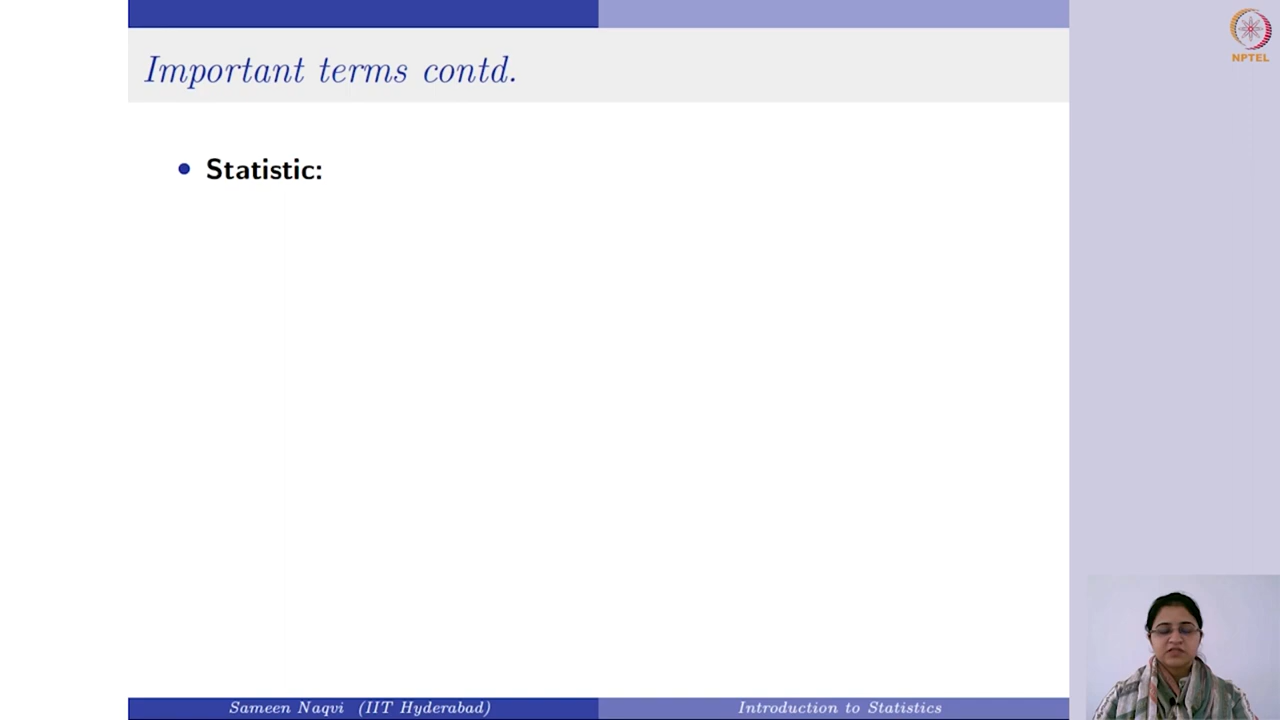 Important terms contd.
NPTEL
• Statistic:
Sameen Naqvi (IIT Hyderabad)
Introduction to Statistics